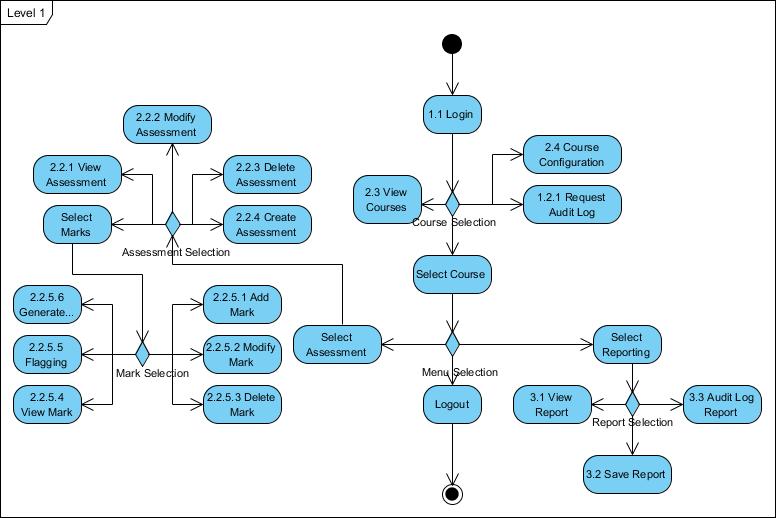 Level 1
1.1 Login
2.2.2 Modify
Assessment
2.4 Course
Configuration
2.2.1 View
Assessment
2.2.3 Delete
Assessment
2.3 View
Courses
1.2.1 Request
Audit Log
Select
Marks
2.2.4 Create
Assessment
Course Selection
Assessment Selection
Select Course
2.2.5.6
Generate...
2.2.5.1 Add
Mark
2.2.5.5
Flagging
2.2.5.2 Modify
Mark
Select
Assessment
Select
Reporting
Mark Selection
Menu Selection
2.2.5.4
View Mark
2.2.5.3 Delete
Mark
Logout
3.1 View
Report
3.3 Audit Log
Report
Report Selection
3.2 Save Report